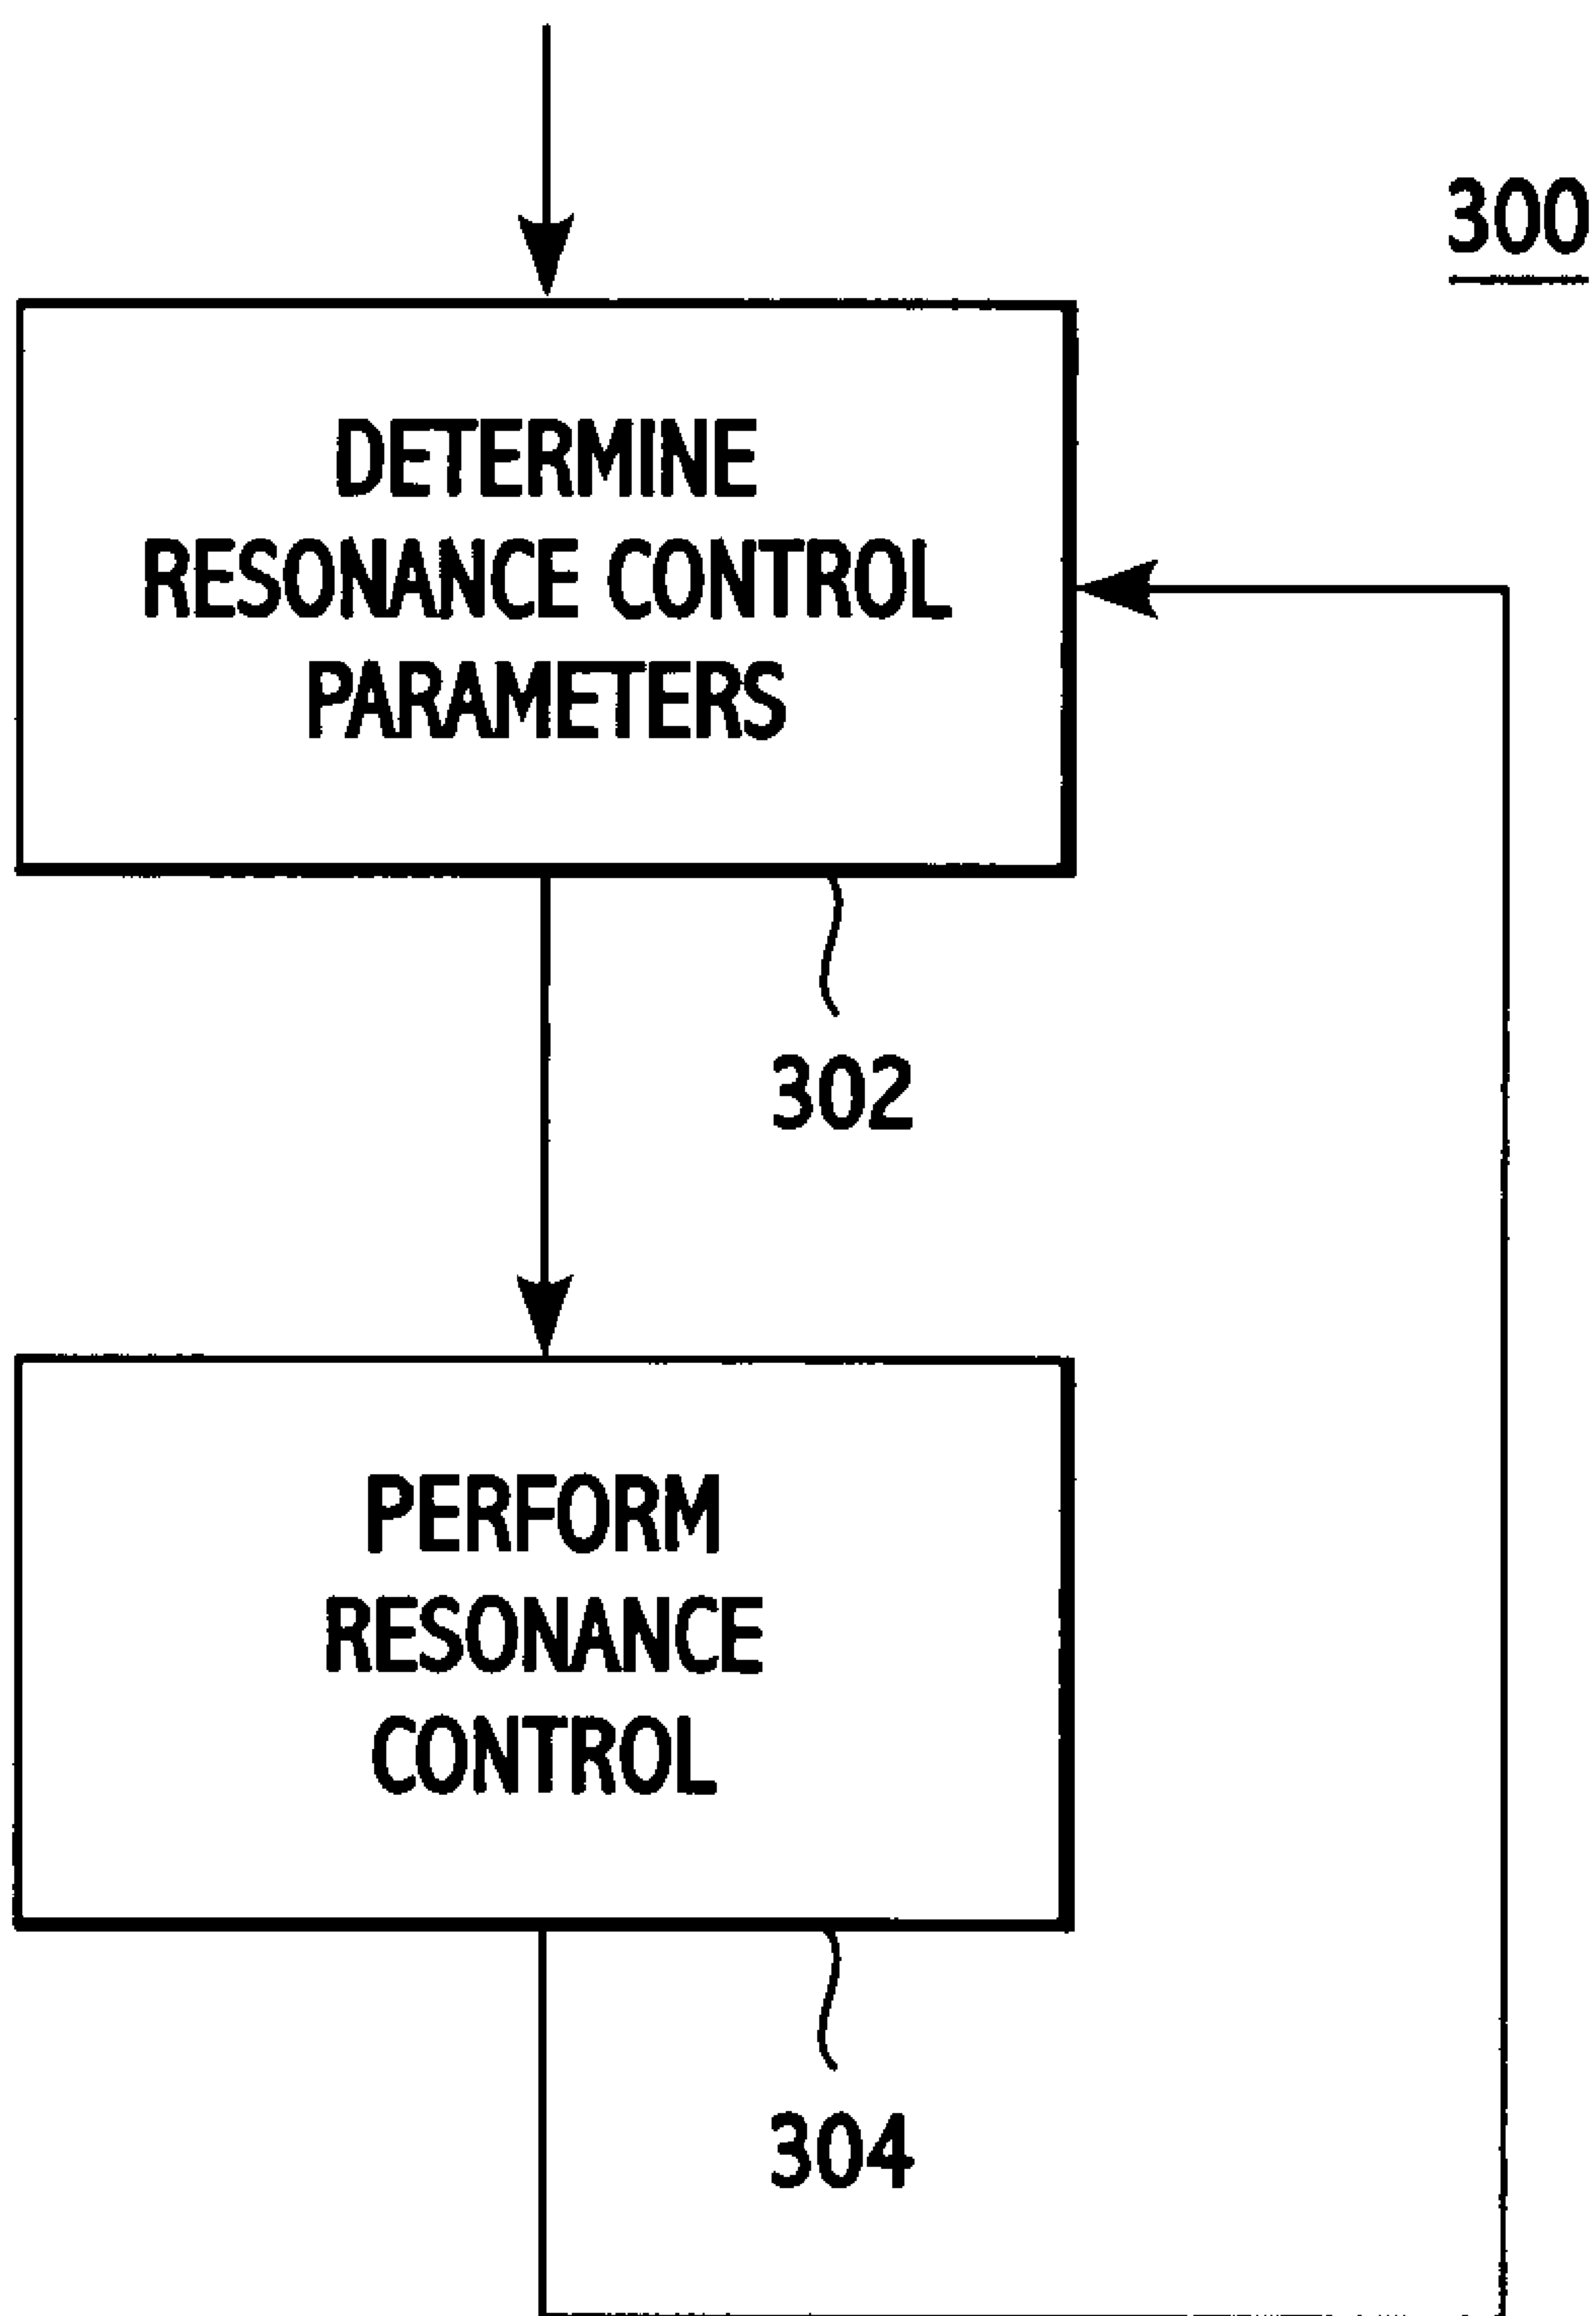 300
DETERMINE
RESONANCE CONTROL
PARAMETERS
302
PERFORM
RESONANCE
CONTROL
304